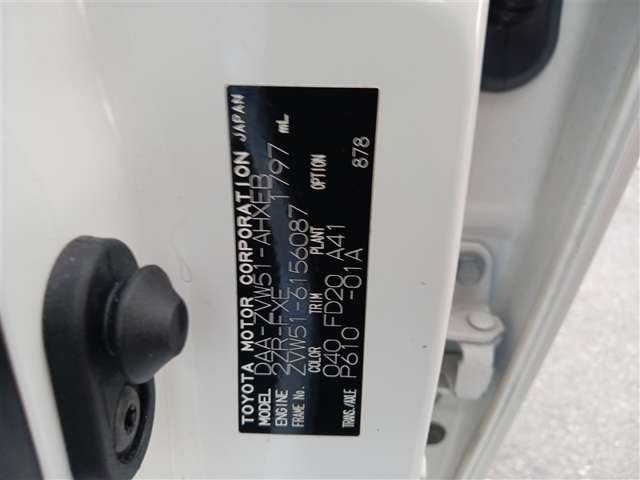 TOYOTA MOTOR CORPORATION JAPAN
MODEL DAA-ZVW51-AHXEB
ENGINE 2ZR-FXE 1797 mL
FRAME No. ZVW51-6156087
COLOR TRIM PLANT OPTION
040 FD20 A41 878
TRANS./AXLE P610 -01A